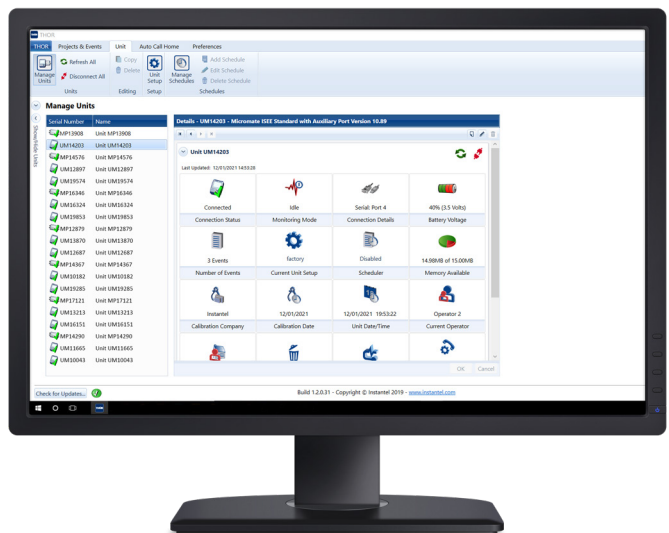 THOR
THOR Projects & Events Unit Auto Call Home Preferences
Manage Units
Refresh All
Disconnect All
Copy
Delete
Unit Setup
Manage Schedules
Add Schedule
Edit Schedule
Delete Schedule
Units Editing Setup Schedules
Manage Units
Show/Hide Units
Serial Number Name
MP13908 Unit MP13908
UM14203 Unit UM14203
MP14576 Unit MP14576
UM12897 Unit UM12897
UM19574 Unit UM19574
MP16346 Unit MP16346
UM16324 Unit UM16324
UM19853 Unit UM19853
MP12879 Unit MP12879
UM13870 Unit UM13870
UM12687 Unit UM12687
MP14367 Unit MP14367
UM10182 Unit UM10182
UM19285 Unit UM19285
MP17121 Unit MP17121
UM13213 Unit UM13213
UM16151 Unit UM16151
MP14290 Unit MP14290
UM11665 Unit UM11665
UM10043 Unit UM10043
Details - UM14203 - Micromate ISEE Standard with Auxiliary Port Version 10.89
Unit UM14203
Last Updated: 12/01/2021 14:53:28
Connected Idle Serial: Port 4 40% (3.5 Volts)
Connection Status Monitoring Mode Connection Details Battery Voltage
3 Events factory Disabled 14.98MB of 15.00MB
Number of Events Current Unit Setup Scheduler Memory Available
Instantel 12/01/2021 12/01/2021 19:53:22 Operator 2
Calibration Company Calibration Date Unit Date/Time Current Operator
OK Cancel
Check for Updates...
Build 1.2.0.31 - Copyright © Instantel 2019 - www.instantel.com